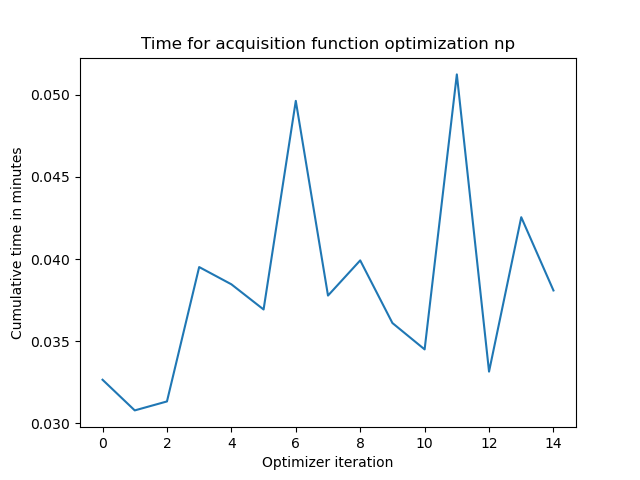 Time for acquisition function optimization np
Cumulative time in minutes
0.050
0.045
0.040
0.035
0.030
0 2 4 6 8 10 12 14
Optimizer iteration